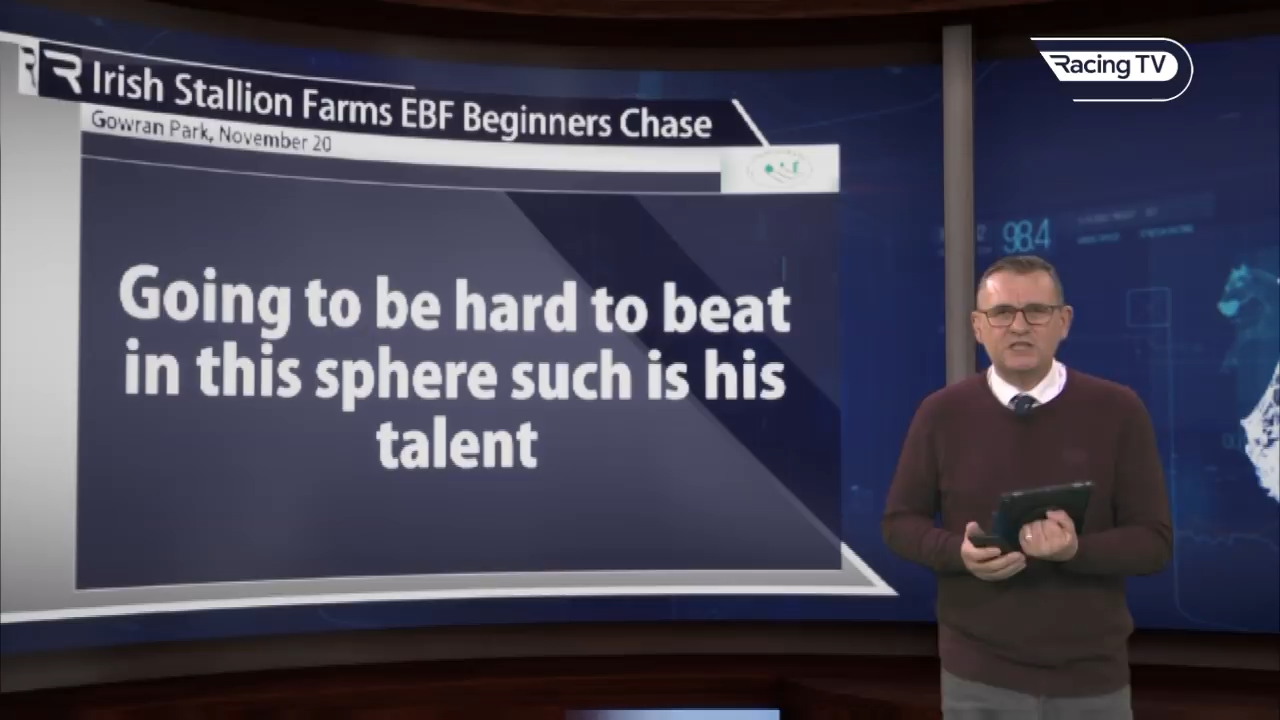 Irish Stallion Farms EBF Beginners Chase
Gowran Park, November 20
Going to be hard to beat
in this sphere such is his
talent
Racing TV
98.4